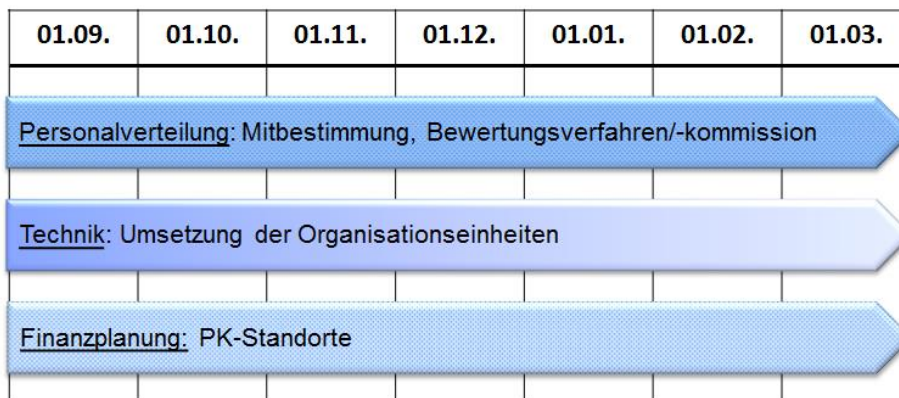 01.09. 01.10. 01.11. 01.12. 01.01. 01.02. 01.03.
Personalverteilung: Mitbestimmung, Bewertungsverfahren/-kommission
Technik: Umsetzung der Organisationseinheiten
Finanzplanung: PK-Standorte